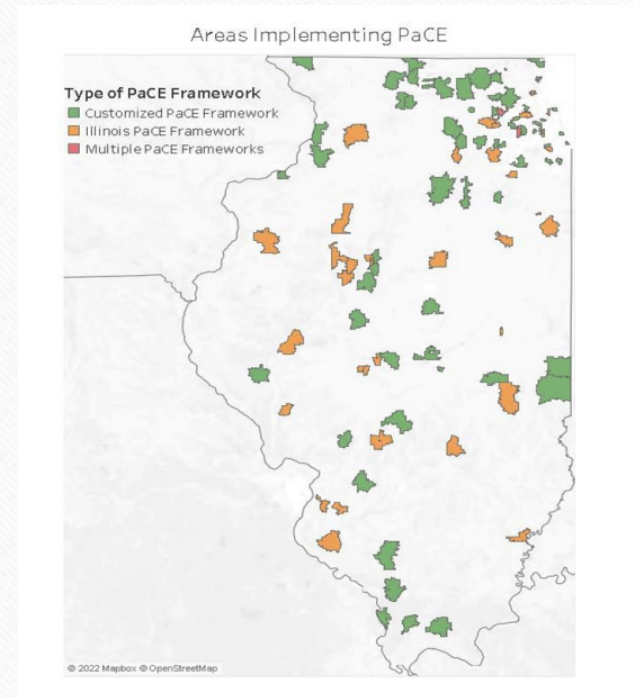 Areas Implementing PaCE
Type of PaCE Framework
Customized PaCE Framework
Illinois PaCE Framework
Multiple PaCE Frameworks
© 2022 Mapbox © OpenStreetMap